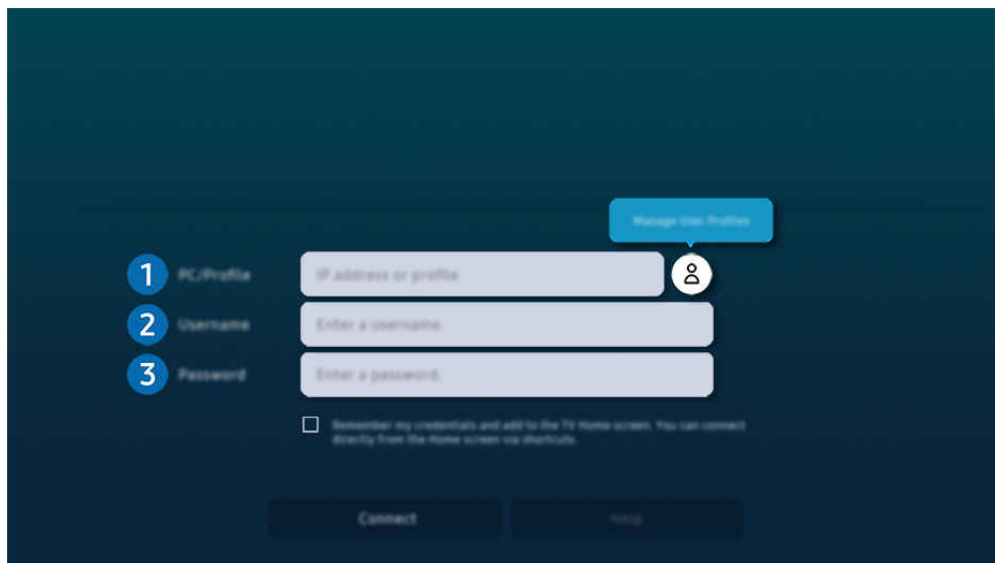 Manage User Profiles
1 PC/Profile IP address or profile
2 Username Enter a username.
3 Password Enter a password.
Remember my credentials and add to the TV Home screen. You can connect
directly from the Home screen via shortcuts.
Connect Help